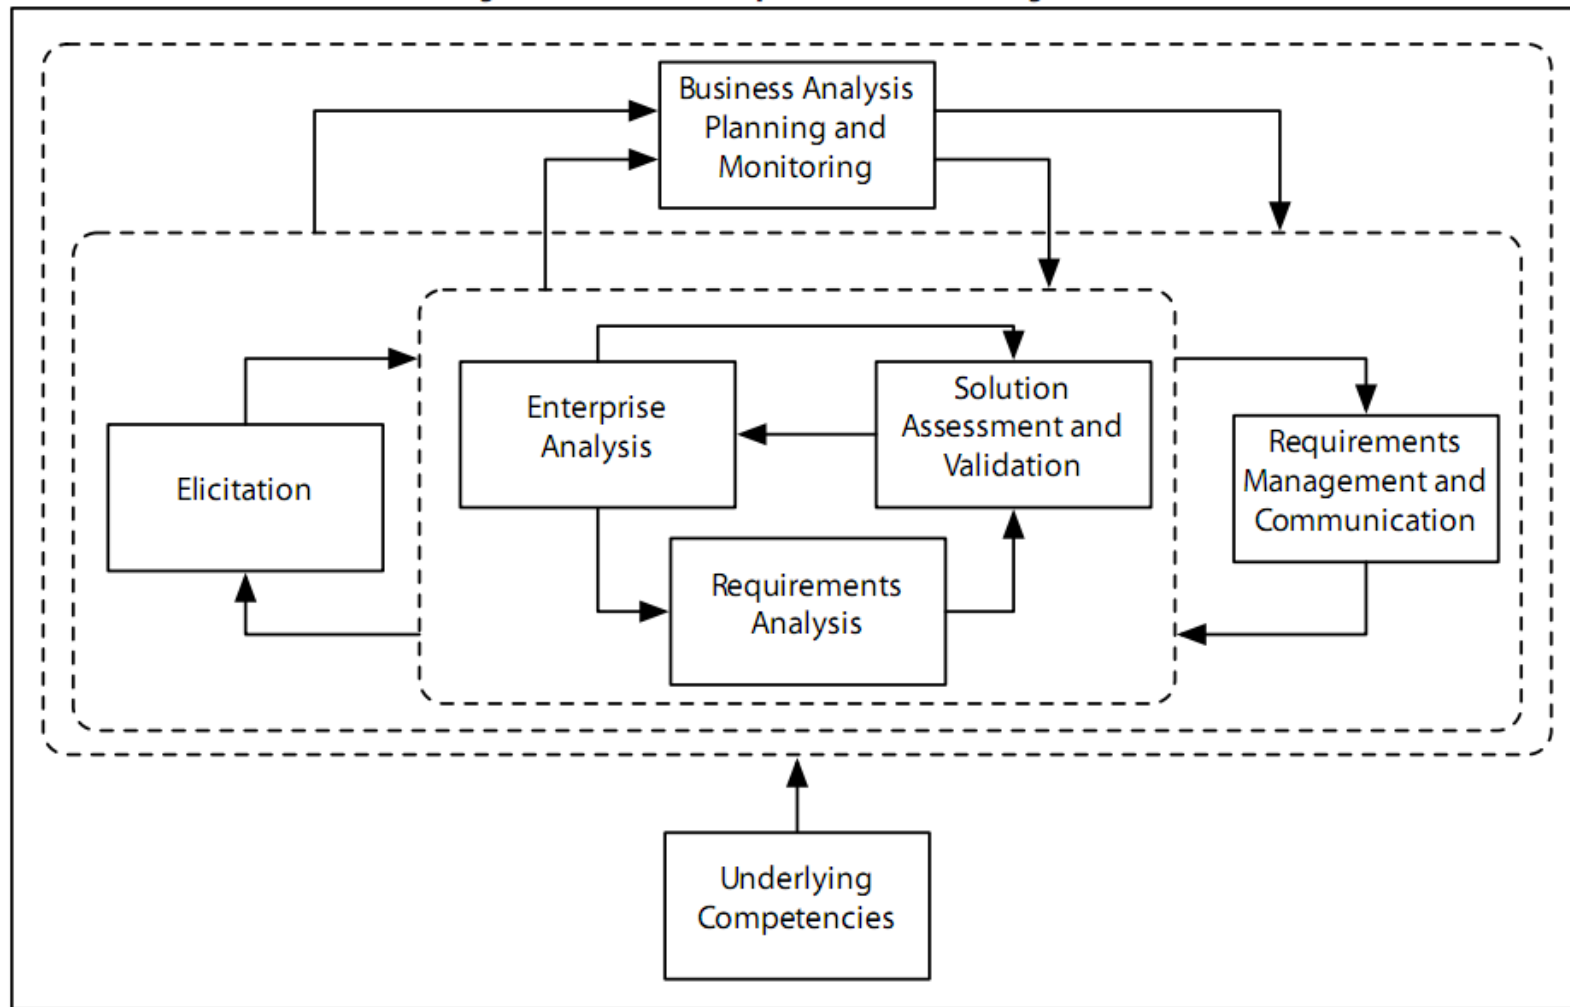 Business Analysis
Planning and
Monitoring
Enterprise
Analysis
Solution
Assessment and
Validation
Elicitation
Requirements
Management and
Communication
Requirements
Analysis
Underlying
Competencies